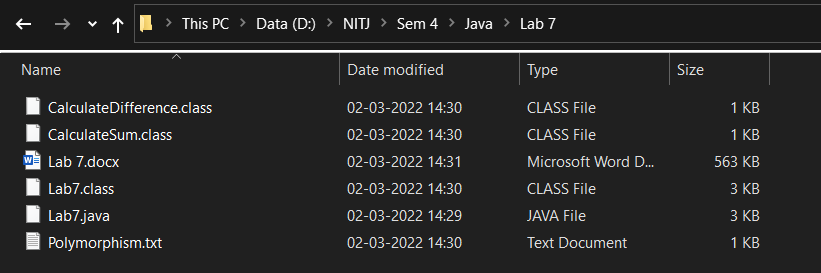 This PC > Data (D:) > NITJ > Sem 4 > Java > Lab 7
Name Date modified Type Size
CalculateDifference.class 02-03-2022 14:30 CLASS File 1 KB
CalculateSum.class 02-03-2022 14:30 CLASS File 1 KB
Lab 7.docx 02-03-2022 14:31 Microsoft Word D... 563 KB
Lab7.class 02-03-2022 14:30 CLASS File 3 KB
Lab7.java 02-03-2022 14:29 JAVA File 3 KB
Polymorphism.txt 02-03-2022 14:30 Text Document 1 KB